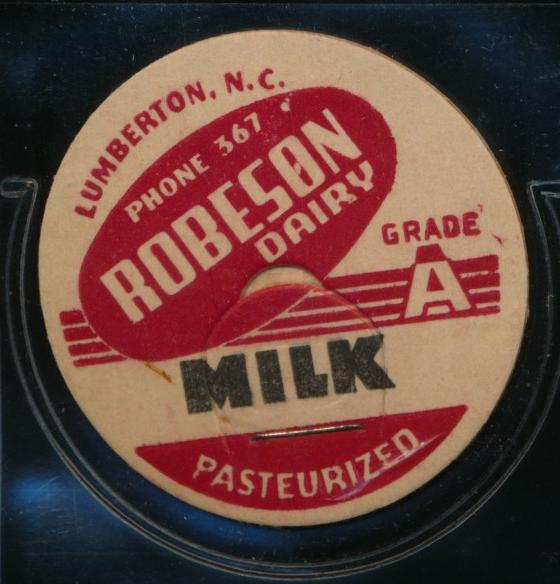 LUMBERTON, N.C.
PHONE 367
ROBESON
DAIRY
GRADE
A
MILK
PASTEURIZED